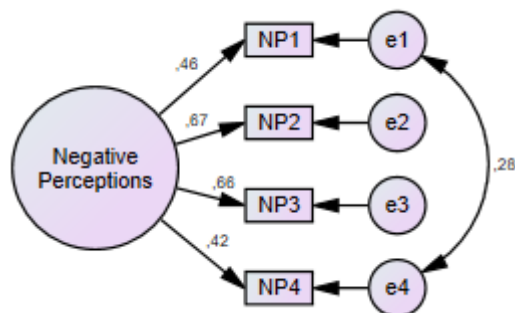 NP1
e1
,46
NP2
e2
,67
Negative
Perceptions
,28
,66
NP3
e3
,42
NP4
e4